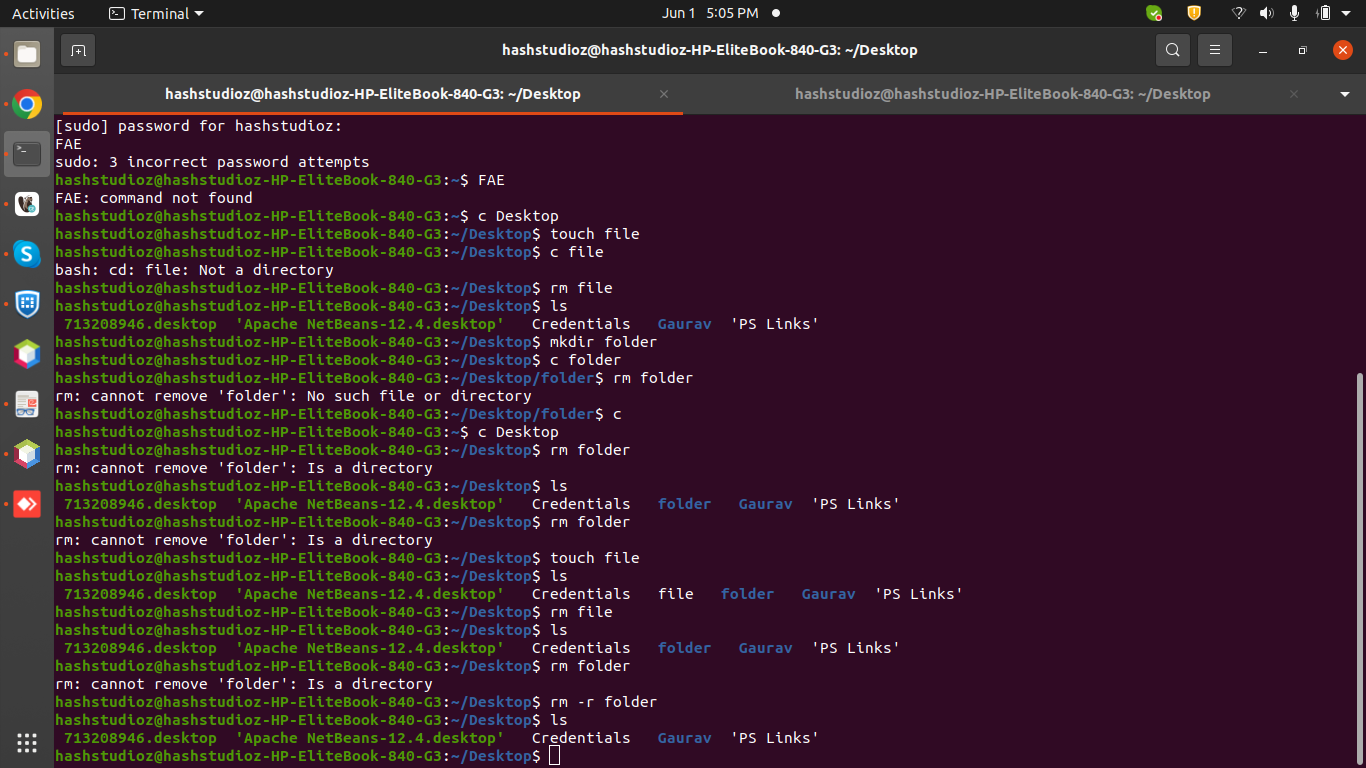 Activities Terminal Jun 1 5:05 PM
hashstudioz@hashstudioz-HP-EliteBook-840-G3: ~/Desktop
hashstudioz@hashstudioz-HP-EliteBook-840-G3: ~/Desktop hashstudioz@hashstudioz-HP-EliteBook-840-G3: ~/Desktop
[sudo] password for hashstudioz:
FAE
sudo: 3 incorrect password attempts
hashstudioz@hashstudioz-HP-EliteBook-840-G3:~$ FAE
FAE: command not found
hashstudioz@hashstudioz-HP-EliteBook-840-G3:~$ c Desktop
hashstudioz@hashstudioz-HP-EliteBook-840-G3:~/Desktop$ touch file
hashstudioz@hashstudioz-HP-EliteBook-840-G3:~/Desktop$ c file
bash: cd: file: Not a directory
hashstudioz@hashstudioz-HP-EliteBook-840-G3:~/Desktop$ rm file
hashstudioz@hashstudioz-HP-EliteBook-840-G3:~/Desktop$ ls
713208946.desktop 'Apache NetBeans-12.4.desktop' Credentials Gaurav 'PS Links'
hashstudioz@hashstudioz-HP-EliteBook-840-G3:~/Desktop$ mkdir folder
hashstudioz@hashstudioz-HP-EliteBook-840-G3:~/Desktop$ c folder
hashstudioz@hashstudioz-HP-EliteBook-840-G3:~/Desktop/folder$ rm folder
rm: cannot remove 'folder': No such file or directory
hashstudioz@hashstudioz-HP-EliteBook-840-G3:~/Desktop/folder$ c
hashstudioz@hashstudioz-HP-EliteBook-840-G3:~$ c Desktop
hashstudioz@hashstudioz-HP-EliteBook-840-G3:~/Desktop$ rm folder
rm: cannot remove 'folder': Is a directory
hashstudioz@hashstudioz-HP-EliteBook-840-G3:~/Desktop$ ls
713208946.desktop 'Apache NetBeans-12.4.desktop' Credentials folder Gaurav 'PS Links'
hashstudioz@hashstudioz-HP-EliteBook-840-G3:~/Desktop$ rm folder
rm: cannot remove 'folder': Is a directory
hashstudioz@hashstudioz-HP-EliteBook-840-G3:~/Desktop$ touch file
hashstudioz@hashstudioz-HP-EliteBook-840-G3:~/Desktop$ ls
713208946.desktop 'Apache NetBeans-12.4.desktop' Credentials file folder Gaurav 'PS Links'
hashstudioz@hashstudioz-HP-EliteBook-840-G3:~/Desktop$ rm file
hashstudioz@hashstudioz-HP-EliteBook-840-G3:~/Desktop$ ls
713208946.desktop 'Apache NetBeans-12.4.desktop' Credentials folder Gaurav 'PS Links'
hashstudioz@hashstudioz-HP-EliteBook-840-G3:~/Desktop$ rm folder
rm: cannot remove 'folder': Is a directory
hashstudioz@hashstudioz-HP-EliteBook-840-G3:~/Desktop$ rm -r folder
hashstudioz@hashstudioz-HP-EliteBook-840-G3:~/Desktop$ ls
713208946.desktop 'Apache NetBeans-12.4.desktop' Credentials Gaurav 'PS Links'
hashstudioz@hashstudioz-HP-EliteBook-840-G3:~/Desktop$